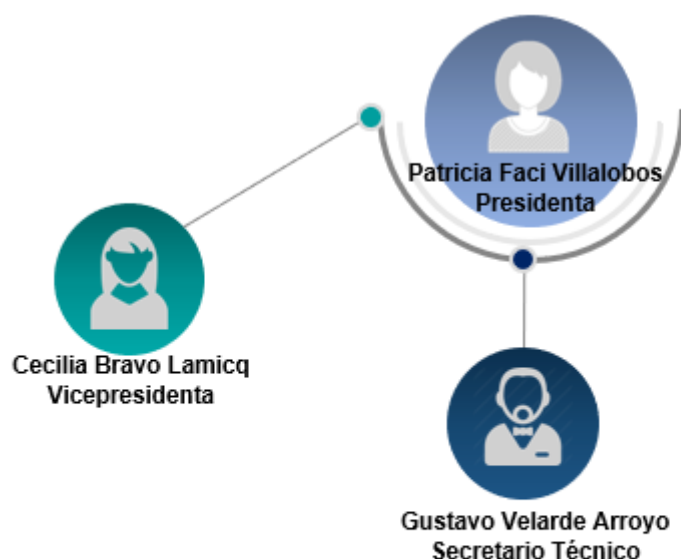 Patricia Faci Villalobos
Presidenta
Cecilia Bravo Lamicq
Vicepresidenta
Gustavo Velarde Arroyo
Secretario Técnico